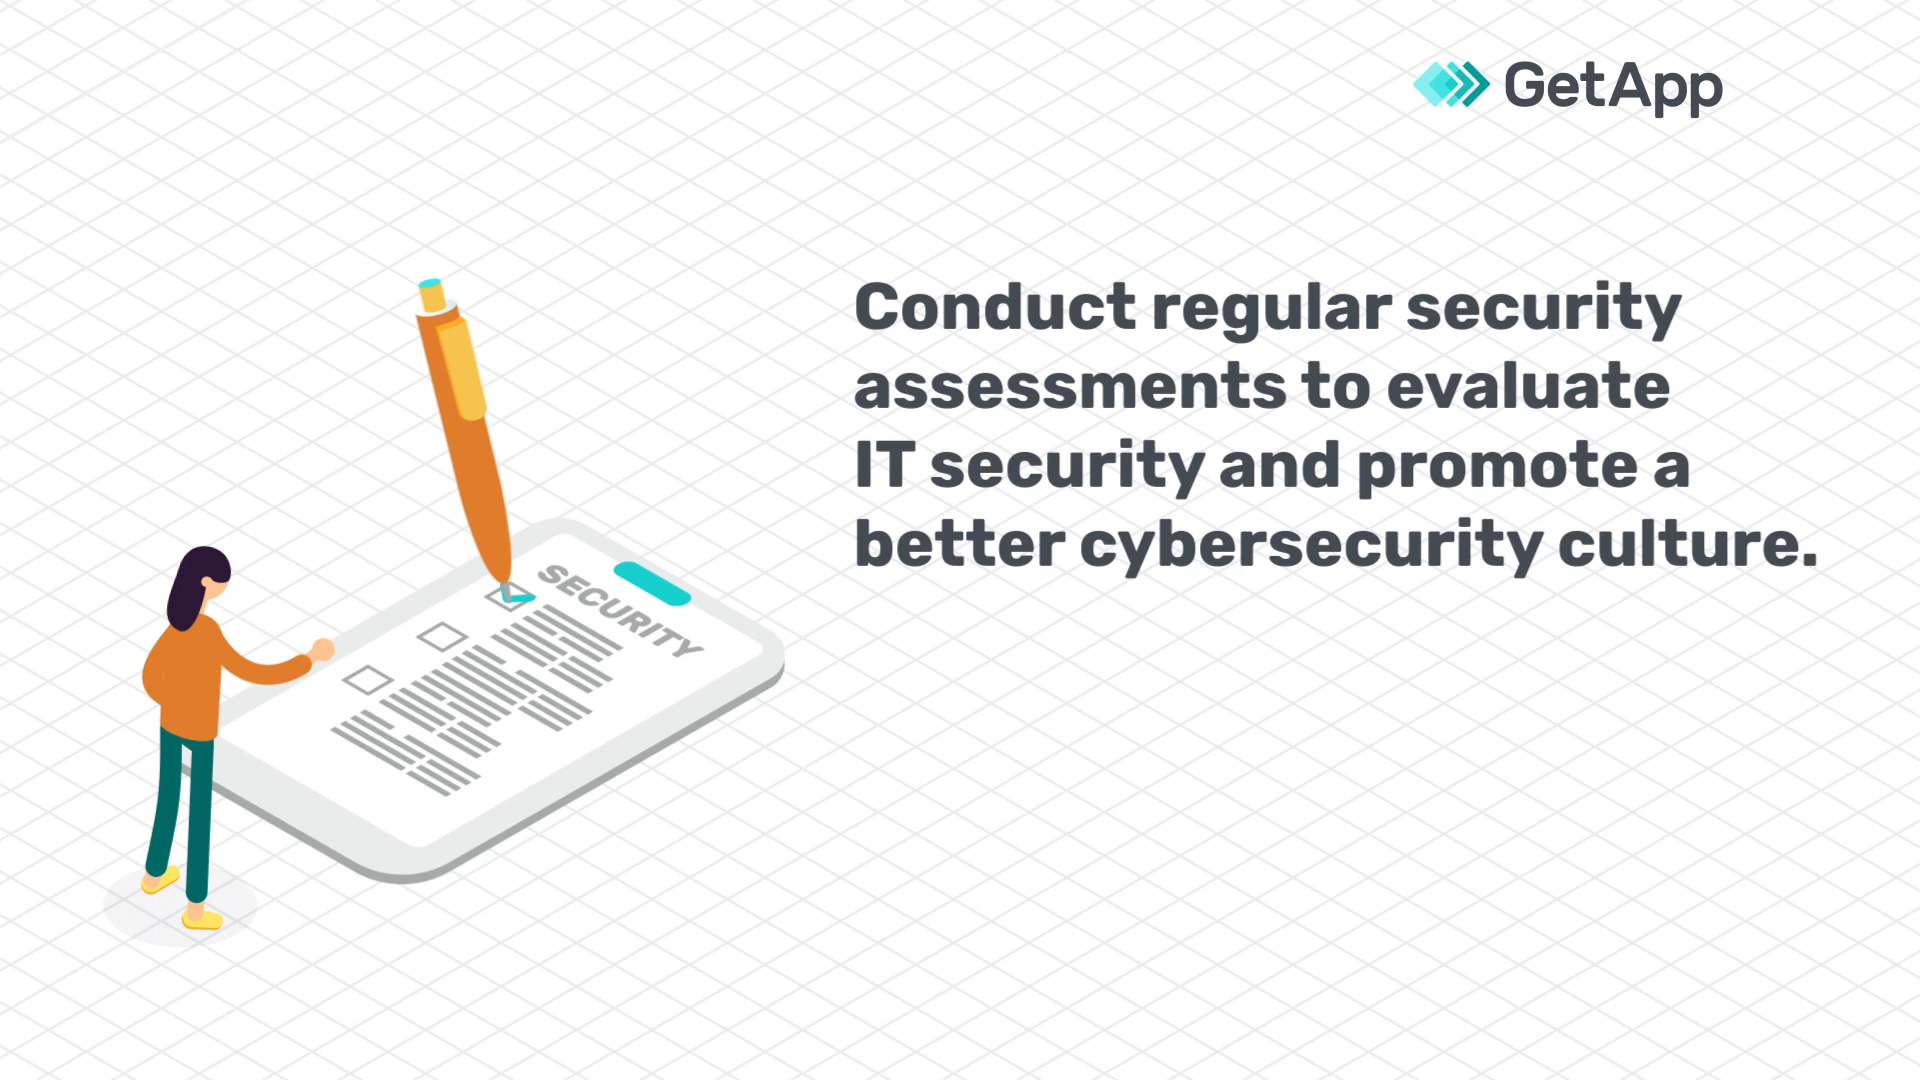 GetApp
Conduct regular security
assessments to evaluate
IT security and promote a
better cybersecurity culture.
SECURITY